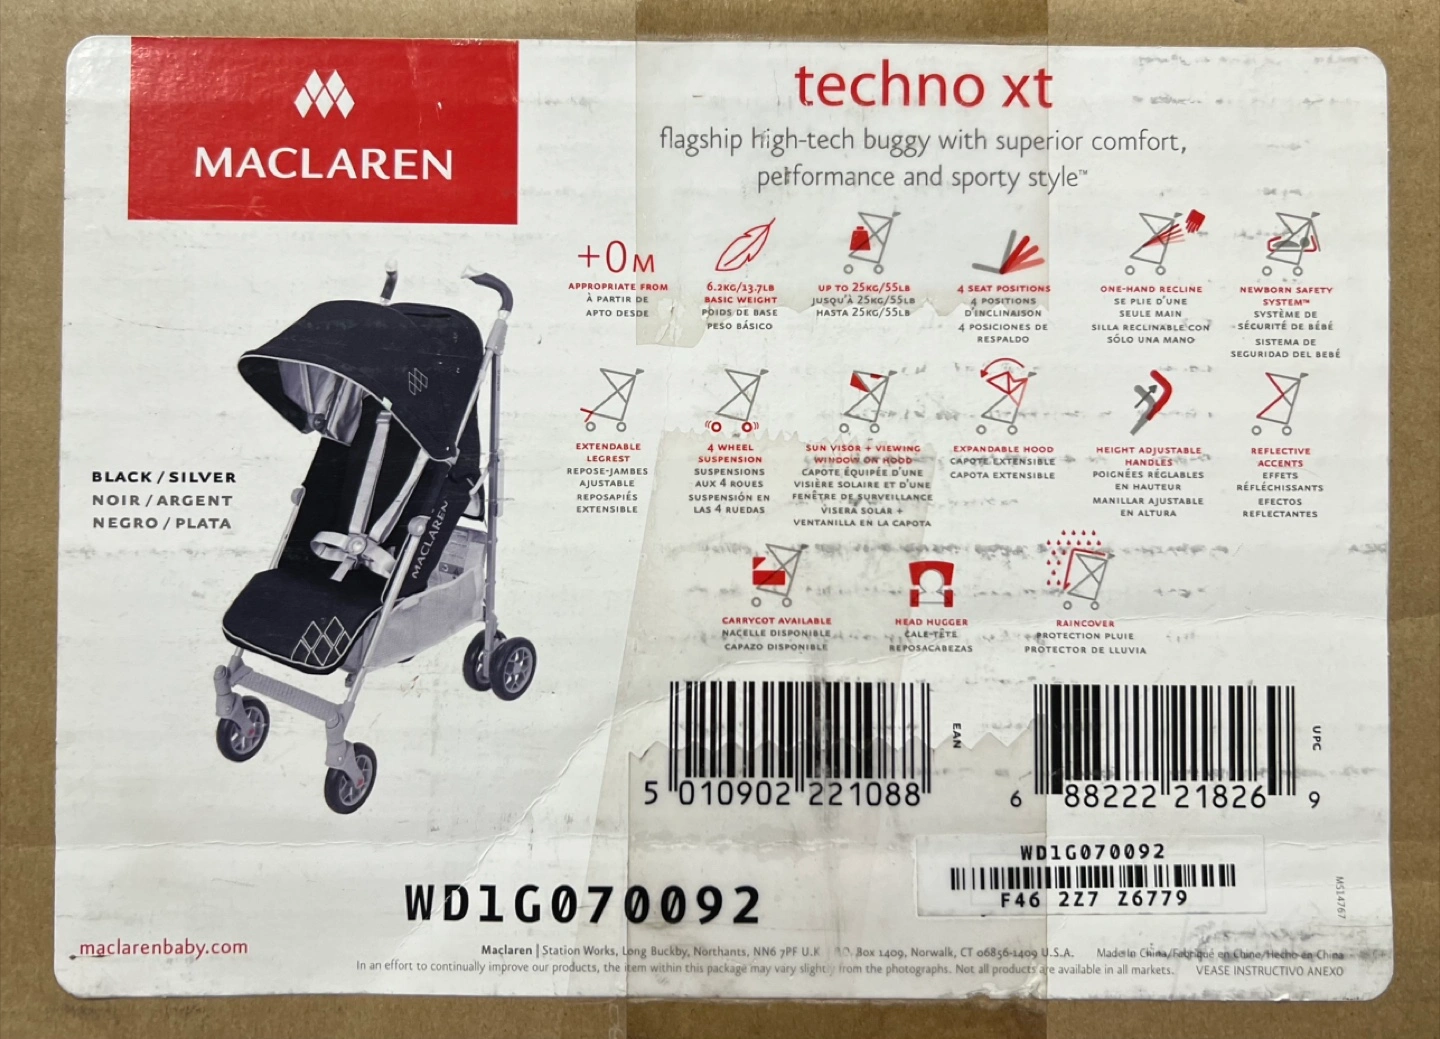 MACLAREN
techno xt
flagship high-tech buggy with superior comfort,
performance and sporty style™
+0M
APPROPRIATE FROM
À PARTIR DE
APTO DESDE
6.2KG/13.7LB
BASIC WEIGHT
POIDS DE BASE
PESO BÁSICO
UP TO 25KG/55LB
JUSQU'À 25KG/55LB
HASTA 25KG/55LB
4 SEAT POSITIONS
4 POSITIONS
D'INCLINAISON
4 POSICIONES DE
RESPALDO
ONE-HAND RECLINE
SE PLIE D'UNE
SEULE MAIN
SILLA RECLINABLE CON
SÓLO UNA MANO
NEWBORN SAFETY
SYSTEM™
SYSTÈME DE
SÉCURITÉ DE BÉBÉ
SISTEMA DE
SEGURIDAD DEL BEBÉ
EXTENDABLE
LEGREST
REPOSE-JAMBES
AJUSTABLE
REPOSAPIÉS
EXTENSIBLE
4 WHEEL
SUSPENSION
SUSPENSIONS
AUX 4 ROUES
SUSPENSIÓN EN
LAS 4 RUEDAS
SUN VISOR + VIEWING
WINDOW ON HOOD
CAPOTE ÉQUIPÉE D'UNE
VISIÈRE SOLAIRE ET D'UNE
FENÊTRE DE SURVEILLANCE
VISERA SOLAR +
VENTANILLA EN LA CAPOTA
EXPANDABLE HOOD
CAPOTE EXTENSIBLE
CAPOTA EXTENSIBLE
HEIGHT ADJUSTABLE
HANDLES
POIGNÉES RÉGLABLES
EN HAUTEUR
MANILLAR AJUSTABLE
EN ALTURA
REFLECTIVE
ACCENTS
EFFETS
RÉFLÉCHISSANTS
EFECTOS
REFLECTANTES
BLACK / SILVER
NOIR / ARGENT
NEGRO / PLATA
MACLAREN
CARRYCOT AVAILABLE
NACELLE DISPONIBLE
CAPAZO DISPONIBLE
HEAD HUGGER
CALE-TÊTE
REPOSACABEZAS
RAINCOVER
PROTECTION PLUIE
PROTECTOR DE LLUVIA
EAN
5 010902 221088
UPC
6 88222 21826 9
WD1G070092
F46 2Z7 Z6779
WD1G070092
M514767
maclarenbaby.com
Maclaren | Station Works, Long Buckby, Northants, NN6 7PF U.K. Box 1409, Norwalk, CT 06856-1409 U.S.A. Made In China/Fabriqué en Chine/Hecho en China
In an effort to continually improve our products, the item within this package may vary slightly from the photographs. Not all products are available in all markets. VEASE INSTRUCTIVO ANEXO